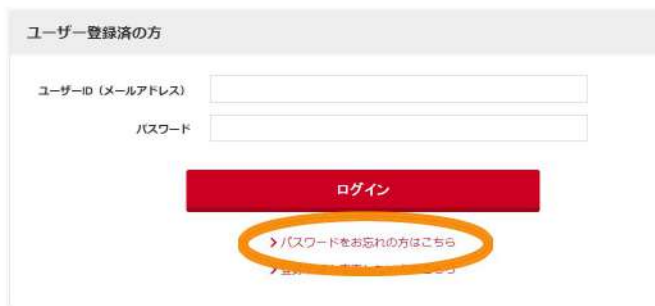 ユーザー登録済の方
ユーザーID（メールアドレス）
パスワード
ログイン
パスワードをお忘れの方はこちら